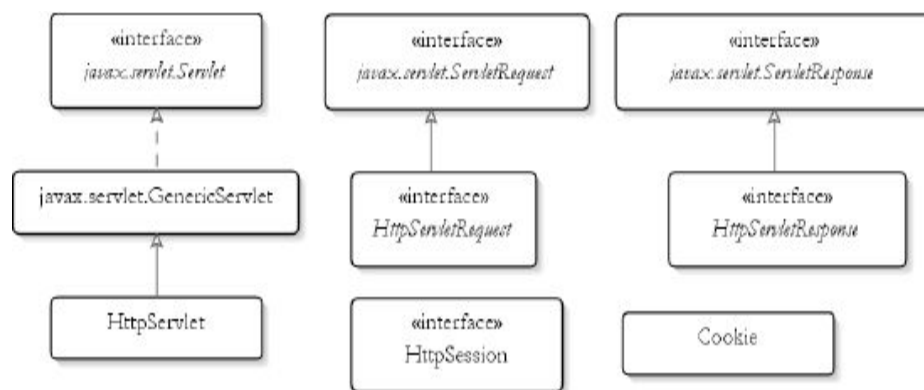 «interface»
javax.servlet.Servlet
«interface»
javax.servlet.ServletRequest
«interface»
javax.servlet.ServletResponse
javax.servlet.GenericServlet
«interface»
HttpServletRequest
«interface»
HttpServletResponse
HttpServlet
«interface»
HttpSession
Cookie